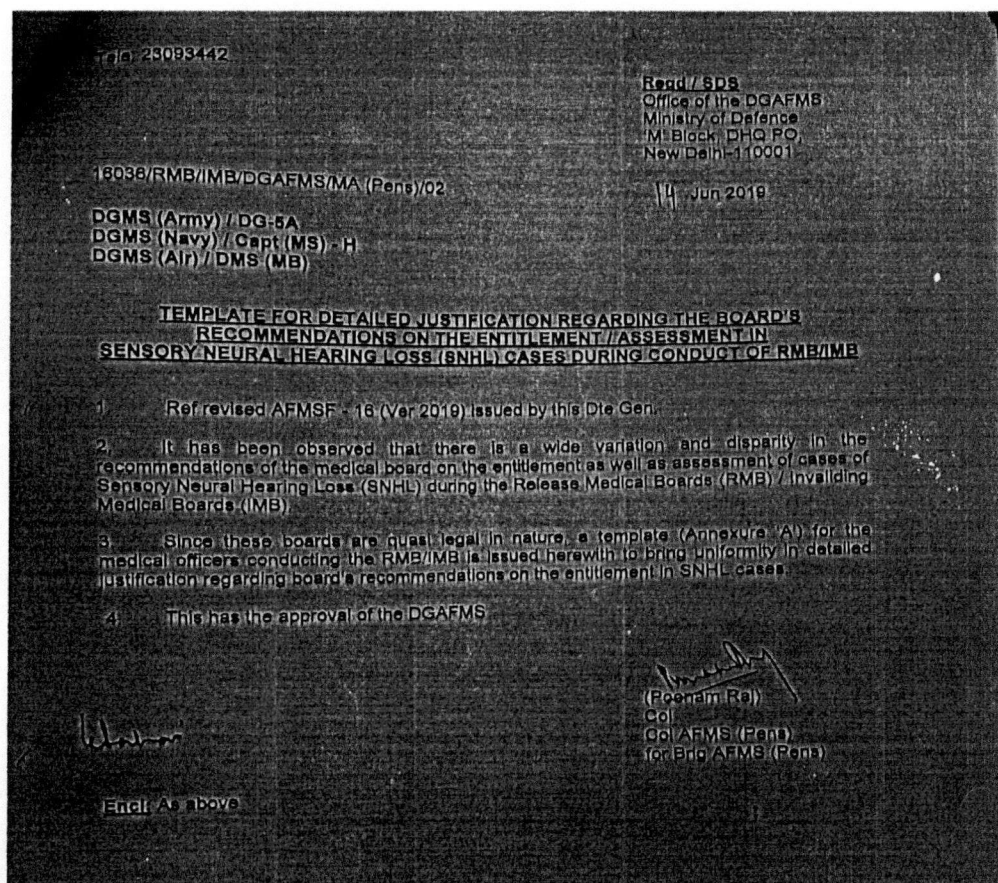 Tele: 23093442
Regd / SDS
Office of the DGAFMS
Ministry of Defence
'M' Block, DHQ PO,
New Delhi-110001
16036/RMB/IMB/DGAFMS/MA (Pens)/02
14 Jun 2019
DGMS (Army) / DG-5A
DGMS (Navy) / Capt (MS) - H
DGMS (Air) / DMS (MB)
TEMPLATE FOR DETAILED JUSTIFICATION REGARDING THE BOARD'S
RECOMMENDATIONS ON THE ENTITLEMENT / ASSESSMENT IN
SENSORY NEURAL HEARING LOSS (SNHL) CASES DURING CONDUCT OF RMB/IMB
1. Ref revised AFMSF - 16 (Ver 2019) issued by this Dte Gen.
2. It has been observed that there is a wide variation and disparity in the
recommendations of the medical board on the entitlement as well as assessment of cases of
Sensory Neural Hearing Loss (SNHL) during the Release Medical Boards (RMB) / Invaliding
Medical Boards (IMB).
3. Since these boards are quasi legal in nature, a template (Annexure 'A') for the
medical officers conducting the RMB/IMB is issued herewith to bring uniformity in detailed
justification regarding board's recommendations on the entitlement in SNHL cases.
4. This has the approval of the DGAFMS
(Poonam Raj)
Col
Col AFMS (Pens)
for Brig AFMS (Pens)
Encl: As above